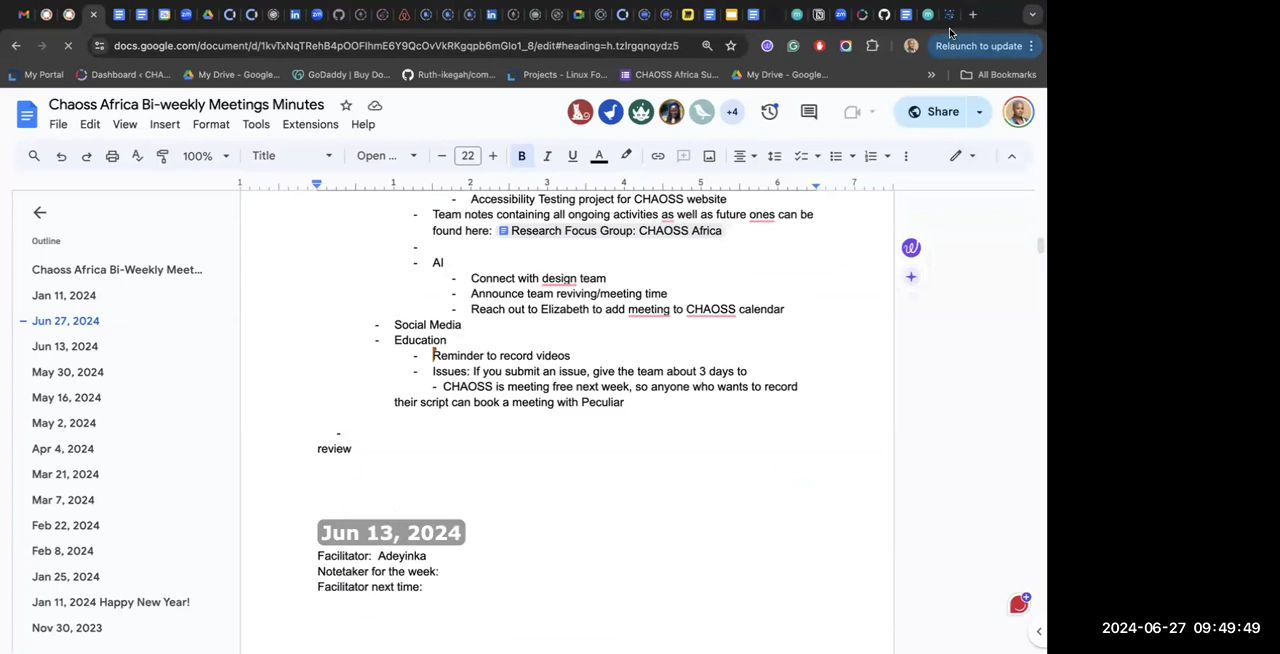 docs.google.com/document/d/1kvTxNqTRehB4pOOFlhmE6Y9QcOvVkRKgqpb6mGlo1_8/edit#heading=h.tzlrgqnqydz5
Relaunch to update
My Portal
Dashboard ‹ CHA...
My Drive - Google...
GoDaddy | Buy Do...
Ruth-ikegah/com...
Projects - Linux Fo...
CHAOSS Africa Su...
My Drive - Google...
»
All Bookmarks
Chaoss Africa Bi-weekly Meetings Minutes
+4
Share
File Edit View Insert Format Tools Extensions Help
100%
Title
Open ...
22
B I U A
1 1 2 3 4 5 6 7
Outline
Chaoss Africa Bi-Weekly Meet...
Jan 11, 2024
Jun 27, 2024
Jun 13, 2024
May 30, 2024
May 16, 2024
May 2, 2024
Apr 4, 2024
Mar 21, 2024
Mar 7, 2024
Feb 22, 2024
Feb 8, 2024
Jan 25, 2024
Jan 11, 2024 Happy New Year!
Nov 30, 2023
- Accessibility Testing project for CHAOSS website
- Team notes containing all ongoing activities as well as future ones can be
found here: Research Focus Group: CHAOSS Africa
-
- AI
- Connect with design team
- Announce team reviving/meeting time
- Reach out to Elizabeth to add meeting to CHAOSS calendar
- Social Media
- Education
- Reminder to record videos
- Issues: If you submit an issue, give the team about 3 days to
- CHAOSS is meeting free next week, so anyone who wants to record
their script can book a meeting with Peculiar
-
review
Jun 13, 2024
Facilitator: Adeyinka
Notetaker for the week:
Facilitator next time:
2024-06-27 09:49:49